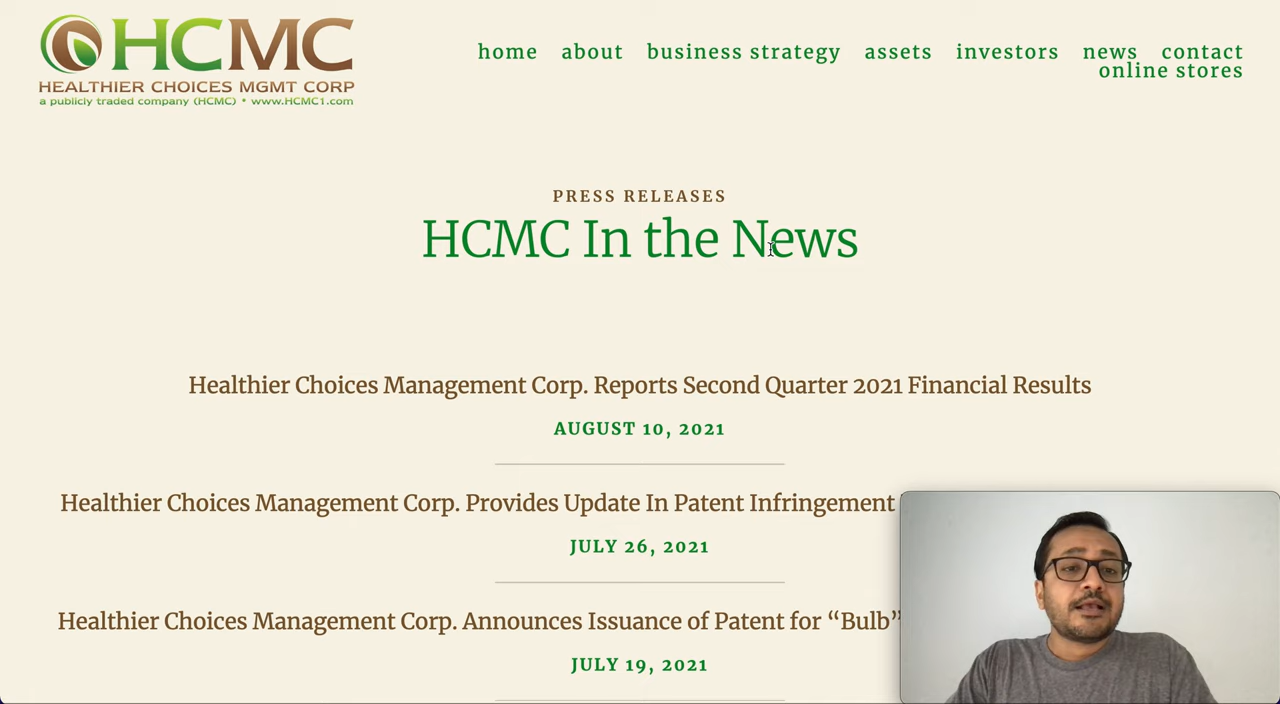 HCMC
HEALTHIER CHOICES MGMT CORP
a publicly traded company (HCMC) • www.HCMC1.com
home about business strategy assets investors news contact
online stores
PRESS RELEASES
HCMC In the News
Healthier Choices Management Corp. Reports Second Quarter 2021 Financial Results
AUGUST 10, 2021
Healthier Choices Management Corp. Provides Update In Patent Infringement
JULY 26, 2021
Healthier Choices Management Corp. Announces Issuance of Patent for “Bulb”
JULY 19, 2021